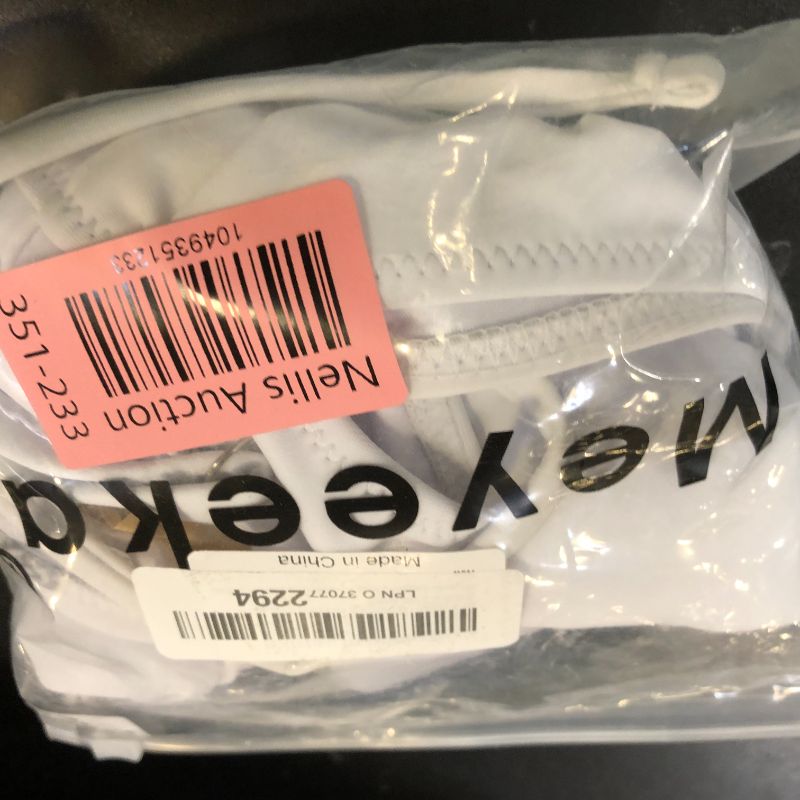 Meyeeka
Nellis Auction
1049351233
351-233
LPN O 370772294
Made in China